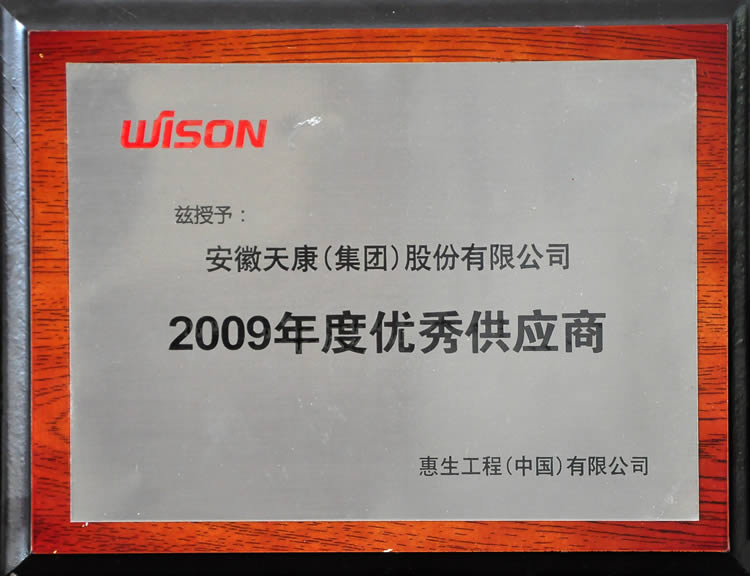 WISON
兹授予：
安徽天康（集团）股份有限公司
2009年度优秀供应商
惠生工程（中国）有限公司